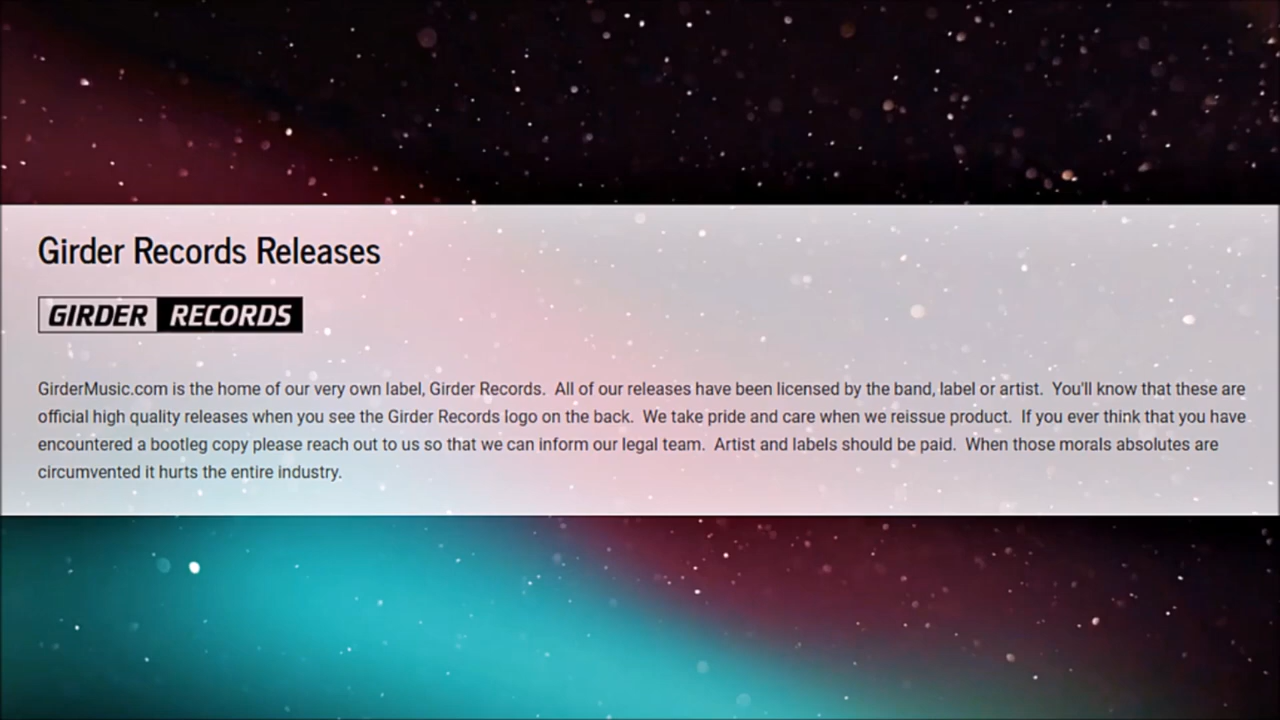 Girder Records Releases
GIRDER RECORDS
GirderMusic.com is the home of our very own label, Girder Records.  All of our releases have been licensed by the band, label or artist.  You'll know that these are
official high quality releases when you see the Girder Records logo on the back.  We take pride and care when we reissue product.  If you ever think that you have
encountered a bootleg copy please reach out to us so that we can inform our legal team.  Artist and labels should be paid.  When those morals absolutes are
circumvented it hurts the entire industry.